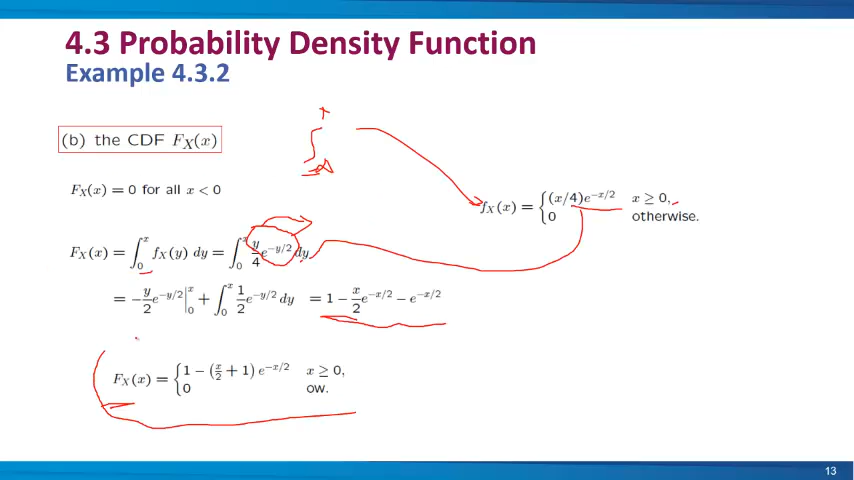 4.3 Probability Density Function
Example 4.3.2
(b) the CDF F_X(x)
F_X(x) = 0 for all x < 0
f_X(x) = { (x/4)e^{−x/2} x ≥ 0,
0 otherwise.
F_X(x) = ∫_0^x f_X(y) dy = ∫_0^x y/4 e^{−y/2} dy
= −y/2 e^{−y/2} |_0^x + ∫_0^x 1/2 e^{−y/2} dy = 1 − x/2 e^{−x/2} − e^{−x/2}
F_X(x) = { 1 − (x/2 + 1) e^{−x/2} x ≥ 0,
0 ow.
13